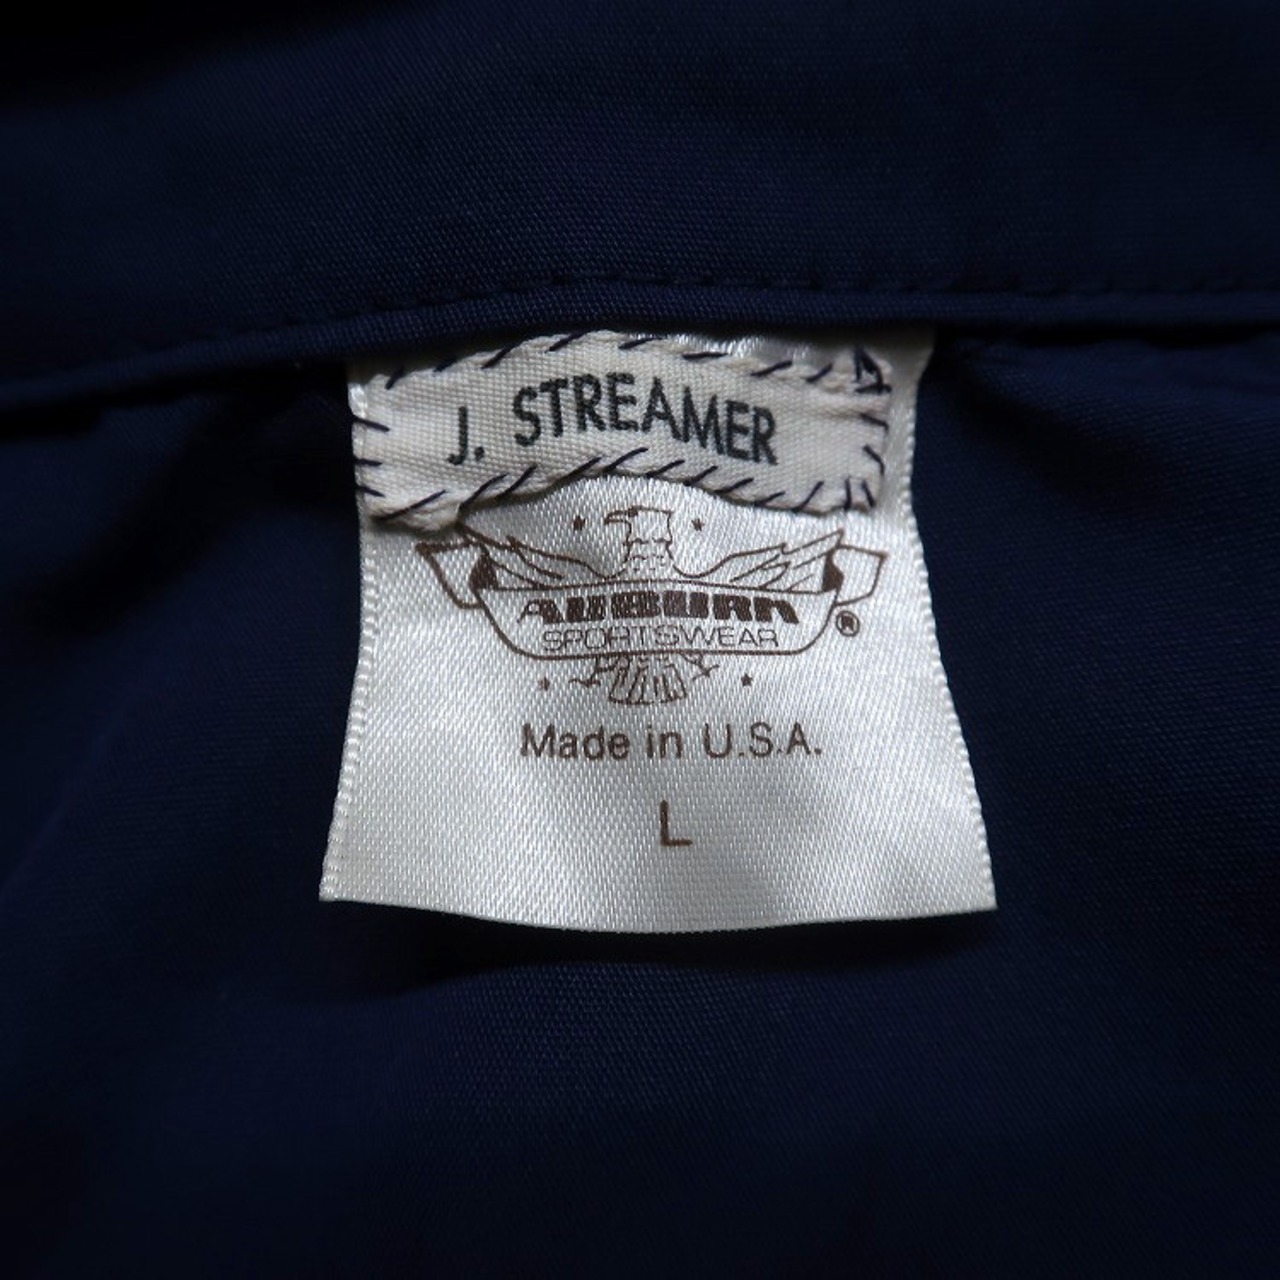 J. STREAMER
AUBURN
SPORTSWEAR
®
Made in U.S.A.
L